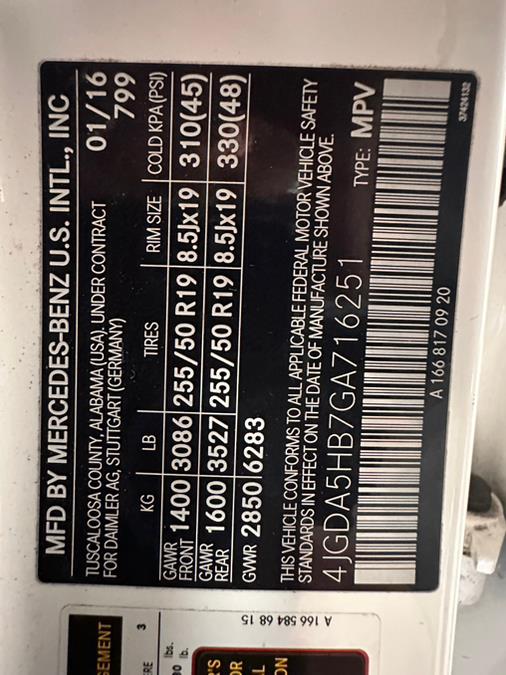 MFD BY MERCEDES-BENZ U.S. INTL., INC
TUSCALOOSA COUNTY, ALABAMA (USA). UNDER CONTRACT
FOR DAIMLER AG, STUTTGART (GERMANY)
01/16
799
KG LB TIRES RIM SIZE COLD KPA (PSI)
GAWR FRONT 1400 3086 255/50 R19 8.5Jx19 310(45)
GAWR REAR 1600 3527 255/50 R19 8.5Jx19 330(48)
GVWR 2850 6283
THIS VEHICLE CONFORMS TO ALL APPLICABLE FEDERAL MOTOR VEHICLE SAFETY
STANDARDS IN EFFECT ON THE DATE OF MANUFACTURE SHOWN ABOVE.
4JGDA5HB7GA716251 TYPE: MPV
A 166 817 09 20
37424132
A 166 584 68 15
3
lbs.
lb.